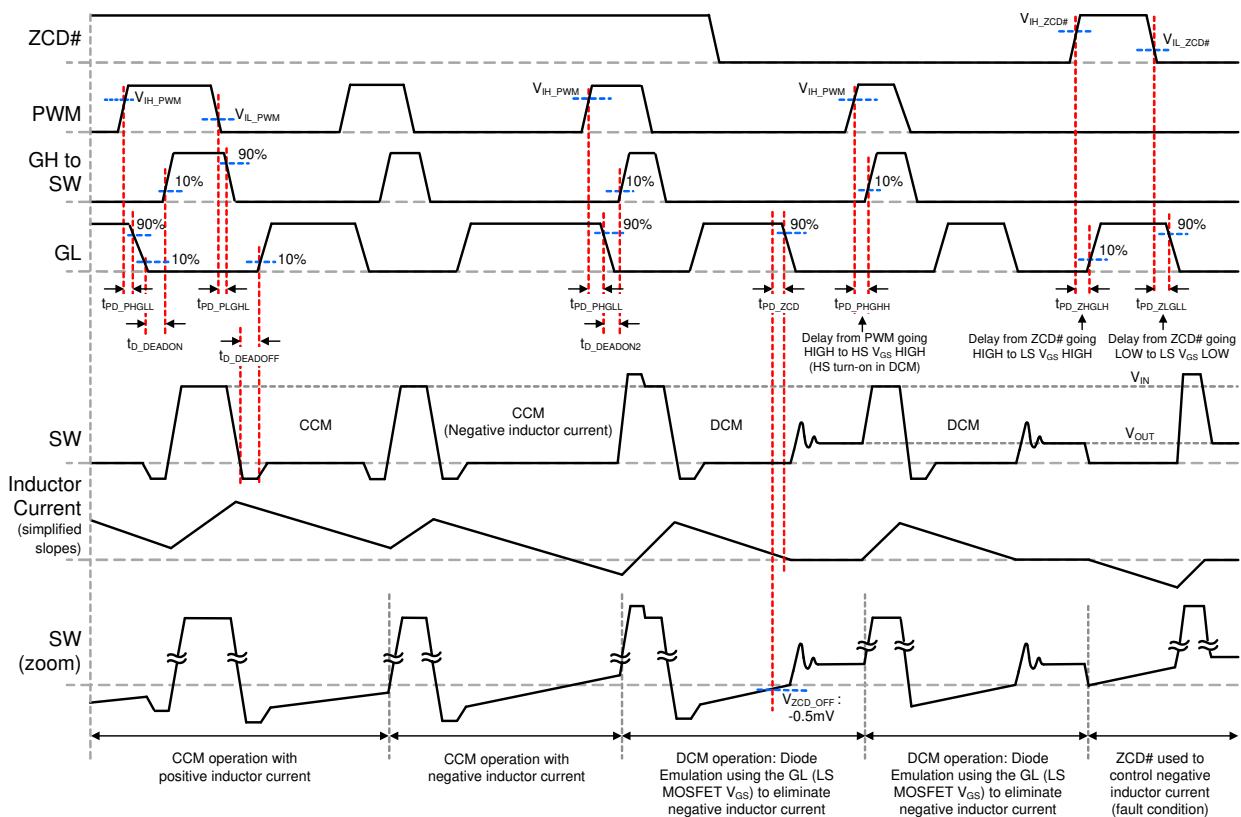 ZCD#
V_IH_ZCD#
V_IL_ZCD#
PWM
V_IH_PWM
V_IL_PWM
V_IH_PWM
V_IH_PWM
GH to
SW
90%
10%
10%
10%
GL
90%
10%
10%
90%
90%
10%
90%
t_PD_PHGLL
t_PD_PLGHL
t_PD_PHGLL
t_PD_ZCD
t_PD_PHGHH
t_PD_ZHGLH
t_PD_ZLGLL
t_D_DEADON
t_D_DEADOFF
t_D_DEADON2
Delay from PWM going
HIGH to HS V_GS HIGH
(HS turn-on in DCM)
Delay from ZCD# going
HIGH to LS V_GS HIGH
Delay from ZCD# going
LOW to LS V_GS LOW
SW
CCM
CCM
(Negative inductor current)
DCM
DCM
V_IN
V_OUT
Inductor
Current
(simplified
slopes)
SW
(zoom)
V_ZCD_OFF :
-0.5mV
CCM operation with
positive inductor current
CCM operation with
negative inductor current
DCM operation: Diode
Emulation using the GL (LS
MOSFET V_GS) to eliminate
negative inductor current
DCM operation: Diode
Emulation using the GL (LS
MOSFET V_GS) to eliminate
negative inductor current
ZCD# used to
control negative
inductor current
(fault condition)